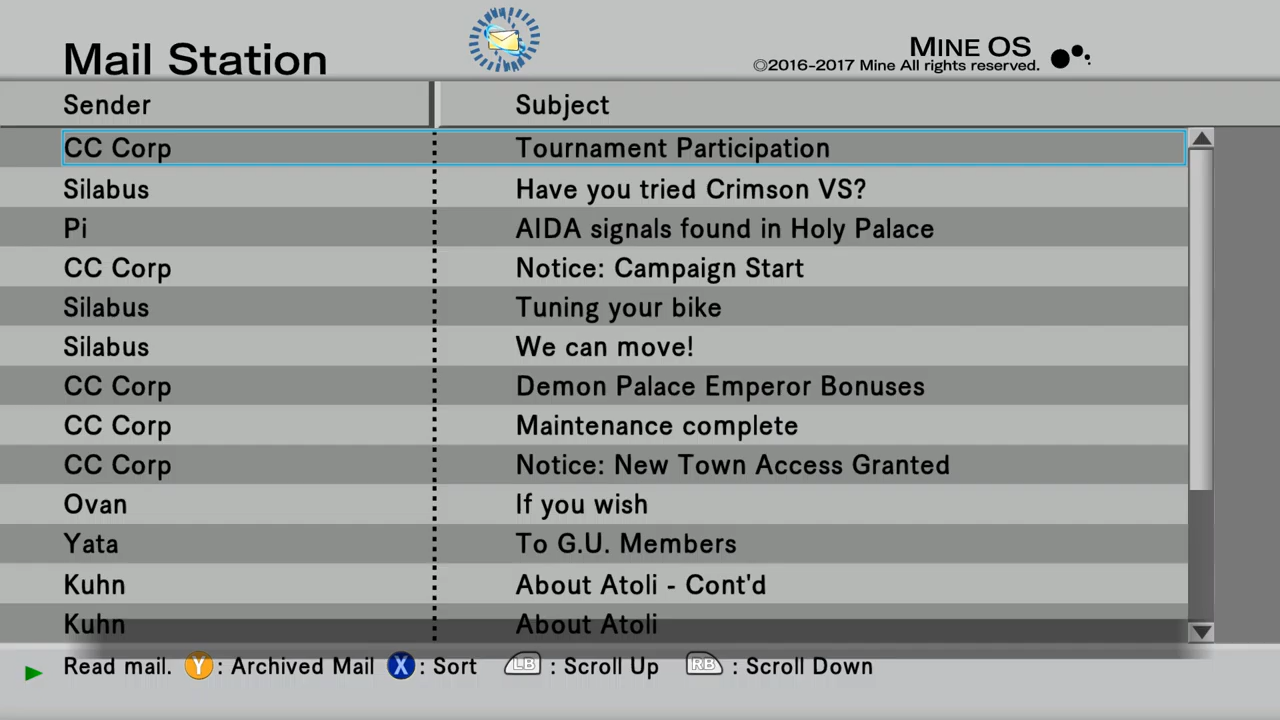 Mail Station
MINE OS
©2016-2017 Mine All rights reserved.
Sender Subject
CC Corp Tournament Participation
Silabus Have you tried Crimson VS?
Pi AIDA signals found in Holy Palace
CC Corp Notice: Campaign Start
Silabus Tuning your bike
Silabus We can move!
CC Corp Demon Palace Emperor Bonuses
CC Corp Maintenance complete
CC Corp Notice: New Town Access Granted
Ovan If you wish
Yata To G.U. Members
Kuhn About Atoli - Cont'd
Kuhn About Atoli
Read mail. Y : Archived Mail X : Sort LB : Scroll Up RB : Scroll Down